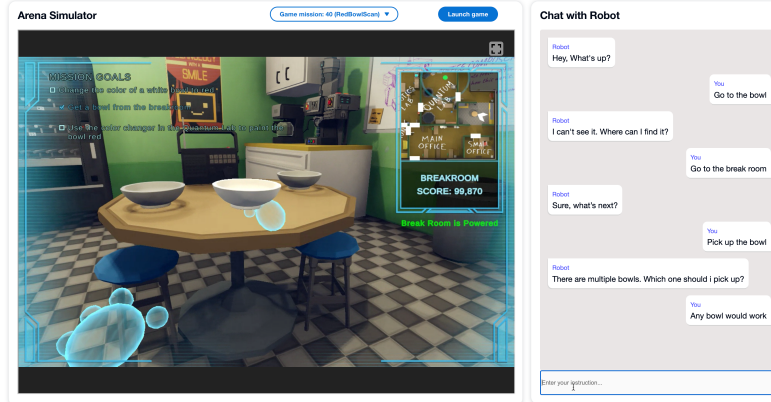 Arena Simulator
Game mission: 40 (RedBowlScan) ▼
Launch game
MISSION GOALS
Change the color of a white bowl to red*
Get a bowl from the breakroom
Use the color changer in the Quantum Lab to paint the
bowl red
WITH A
SMILE
QUANTUM
LAB
MAIN
OFFICE
SMALL
OFFICE
BREAKROOM
SCORE: 99,870
Break Room Is Powered
Chat with Robot
Robot
Hey, What's up?
You
Go to the bowl
Robot
I can't see it. Where can I find it?
You
Go to the break room
Robot
Sure, what's next?
You
Pick up the bowl
Robot
There are multiple bowls. Which one should i pick up?
You
Any bowl would work
Enter your instruction...